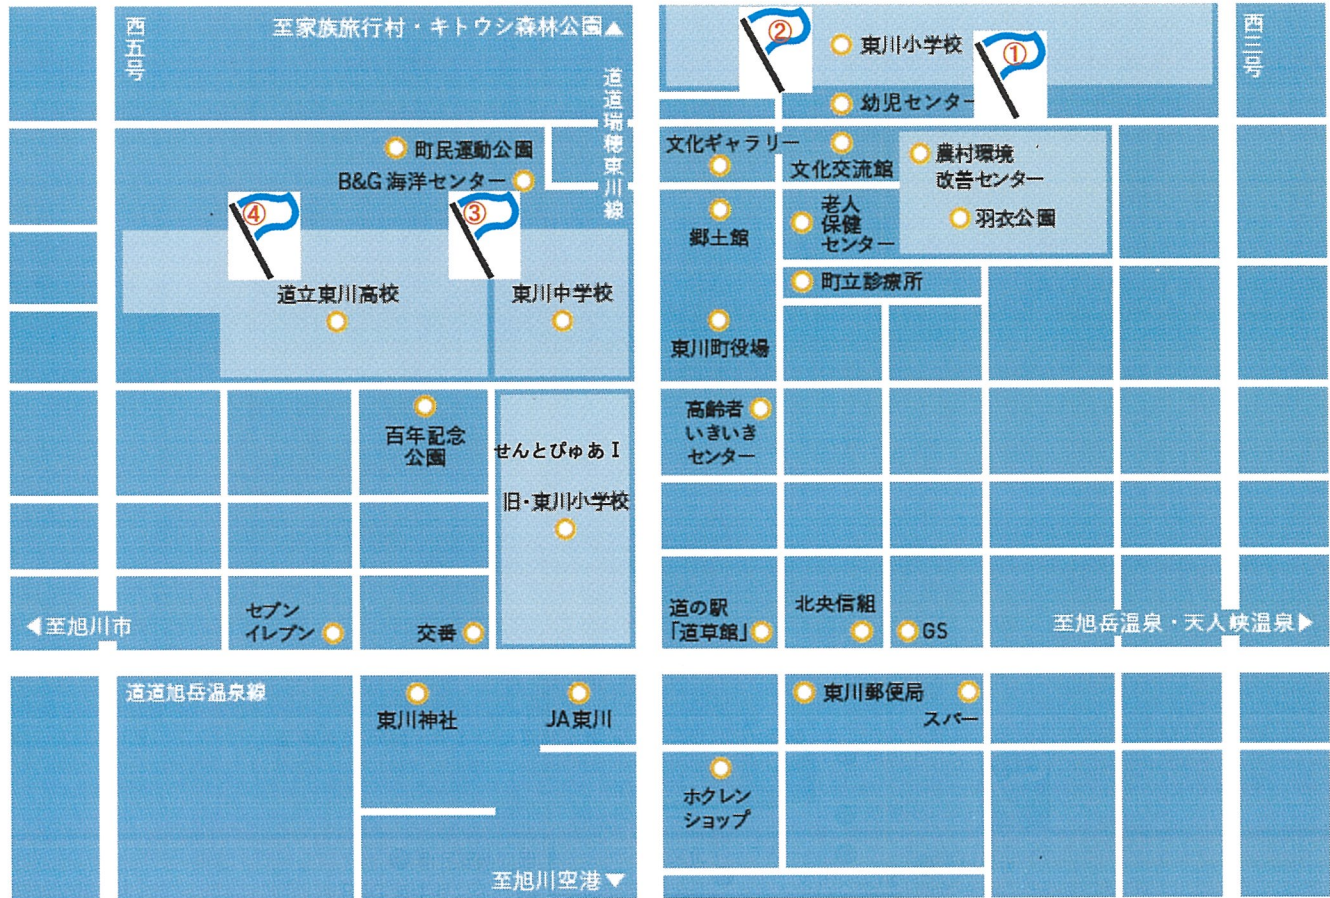 西五号
至家族旅行村・キトウシ森林公園▲
道道瑞穂東川線
②
東川小学校
①
西三号
幼児センター
町民運動公園
B&G 海洋センター
文化ギャラリー
文化交流館
農村環境
改善センター
④
③
郷土館
老人
保健
センター
羽衣公園
道立東川高校
東川中学校
町立診療所
東川町役場
百年記念
公園
せんとぴゅあⅠ
旧・東川小学校
高齢者
いきいき
センター
◀至旭川市
セブン
イレブン
交番
道の駅
「道草館」
北央信組
GS
至旭岳温泉・天人峡温泉▶
道道旭岳温泉線
東川神社
JA東川
東川郵便局
スパー
ホクレン
ショップ
至旭川空港▼